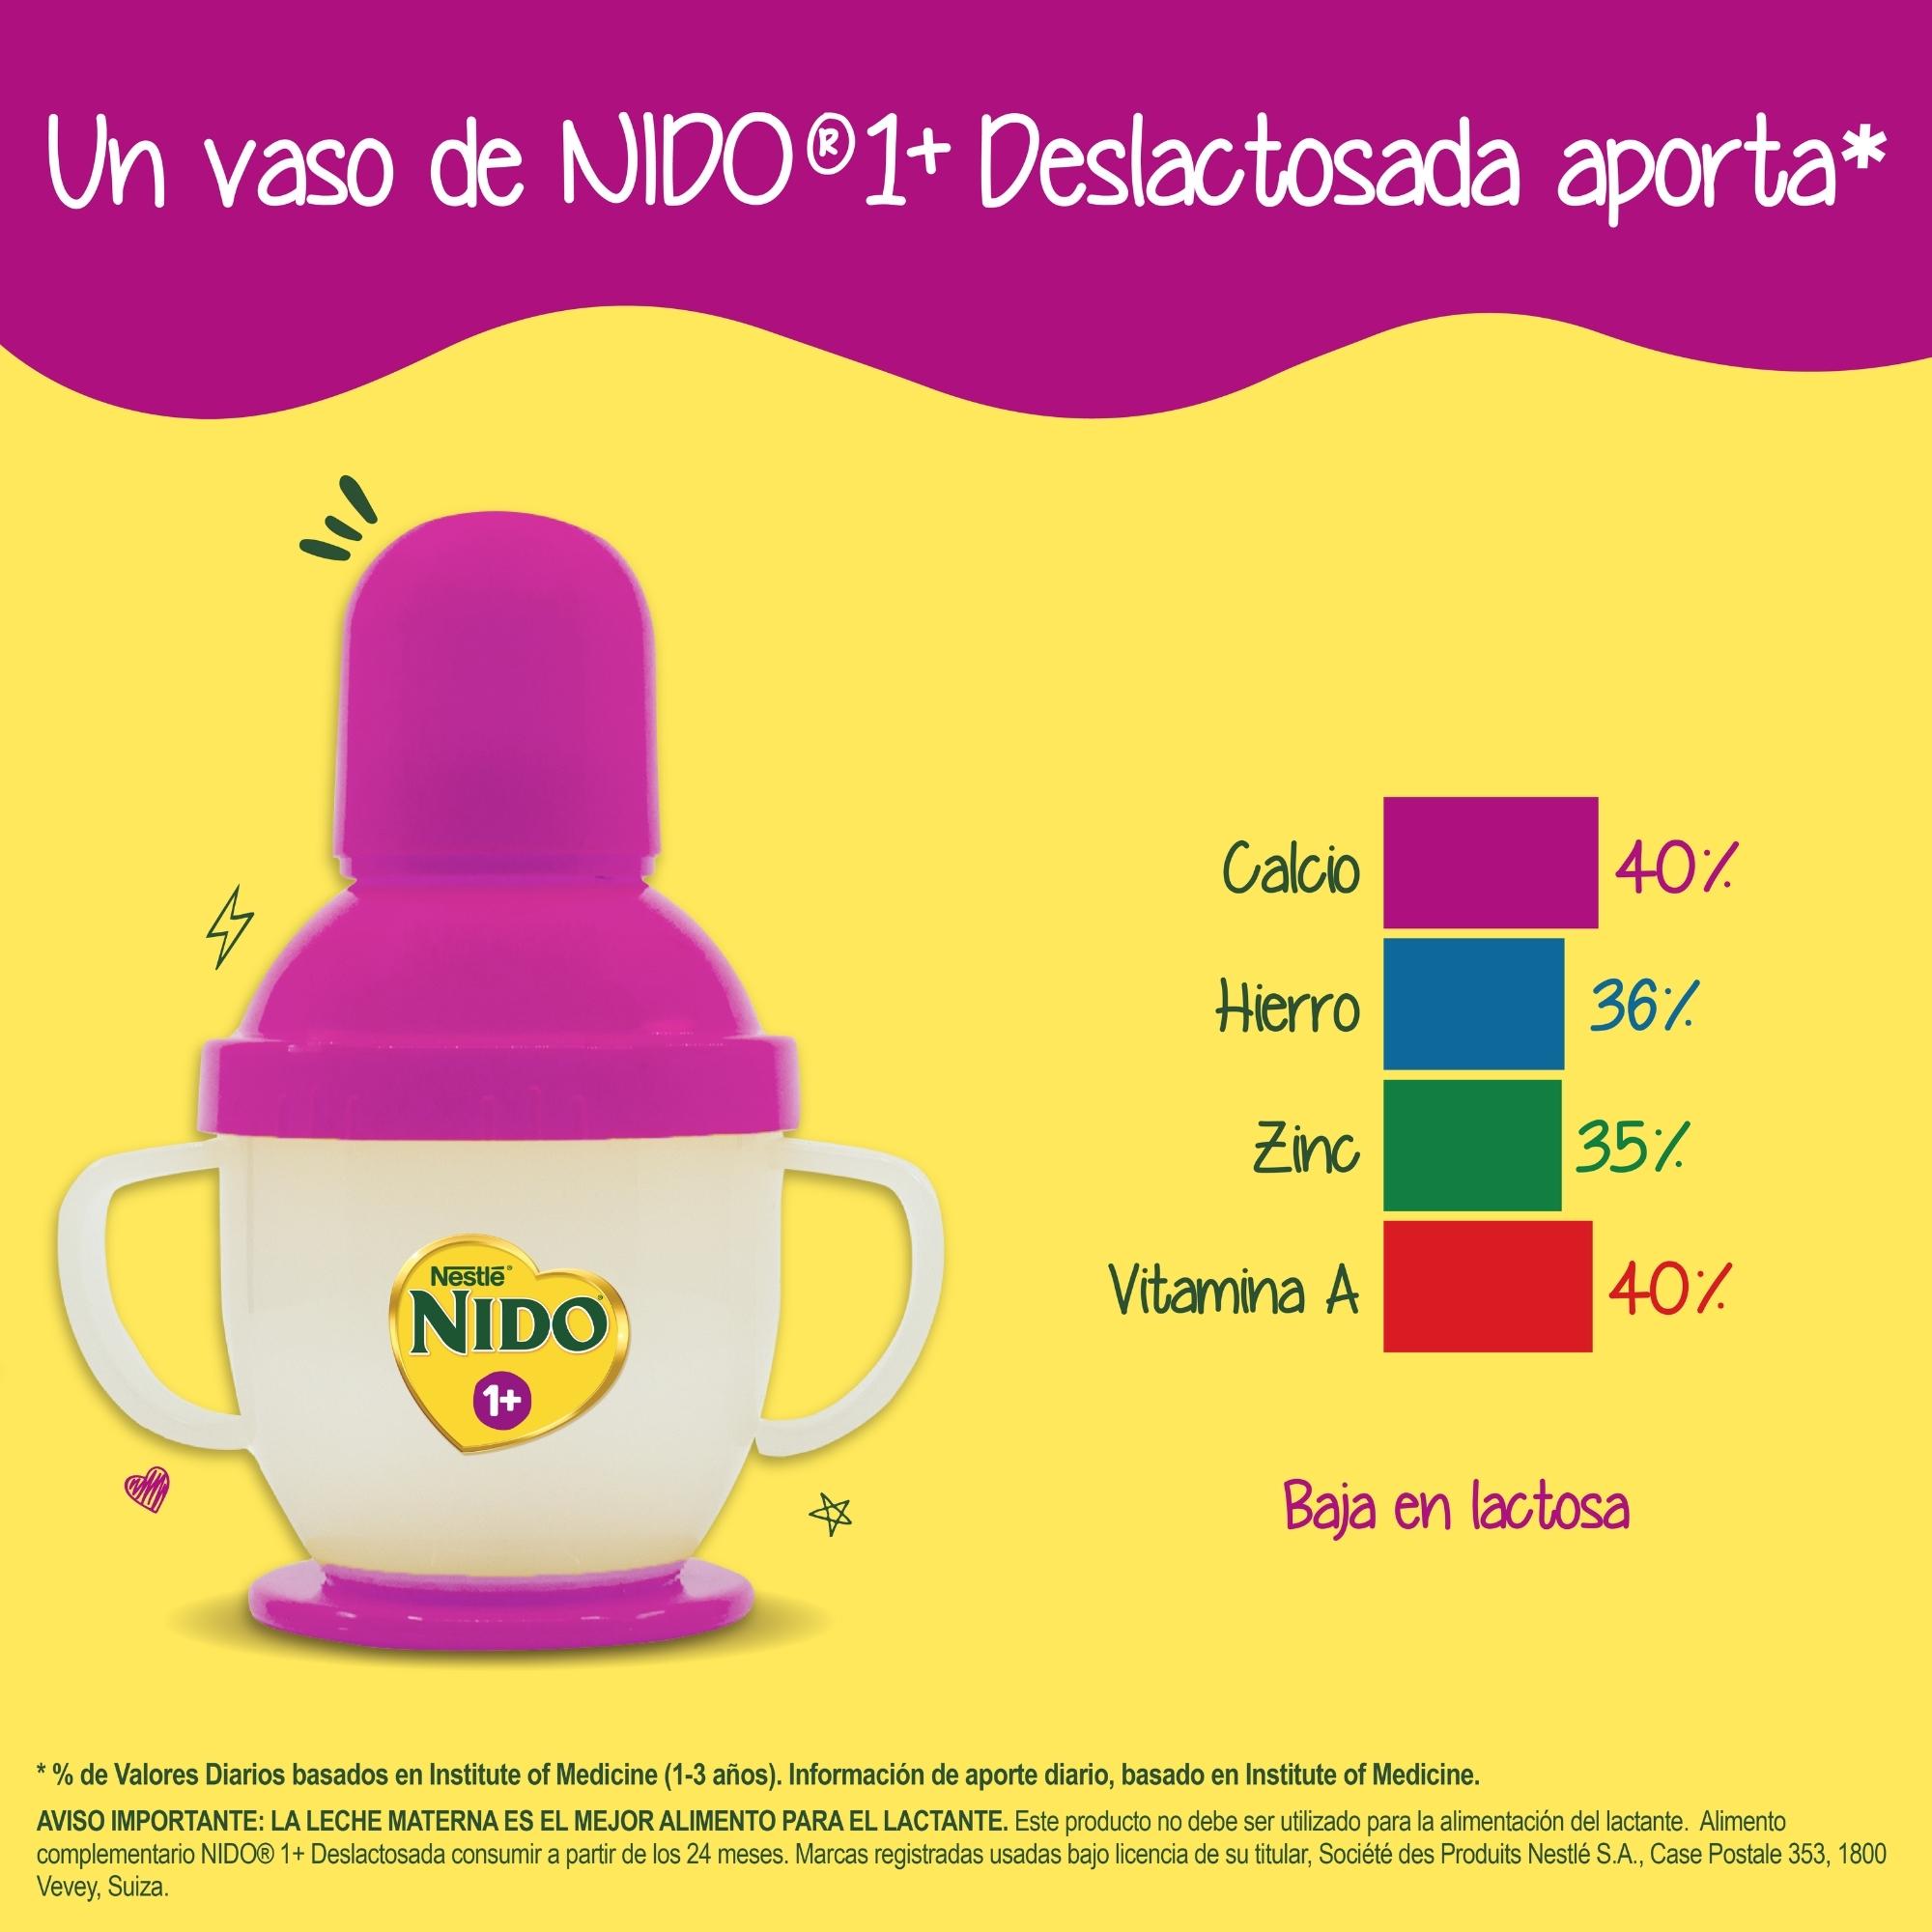 Un vaso de NIDO®1+ Deslactosada aporta*
Calcio 40%
Hierro 36%
Zinc 35%
Vitamina A 40%
Nestlé®
NIDO®
1+
Baja en lactosa
* % de Valores Diarios basados en Institute of Medicine (1-3 años). Información de aporte diario, basado en Institute of Medicine.
AVISO IMPORTANTE: LA LECHE MATERNA ES EL MEJOR ALIMENTO PARA EL LACTANTE. Este producto no debe ser utilizado para la alimentación del lactante. Alimento
complementario NIDO® 1+ Deslactosada consumir a partir de los 24 meses. Marcas registradas usadas bajo licencia de su titular, Société des Produits Nestlé S.A., Case Postale 353, 1800
Vevey, Suiza.